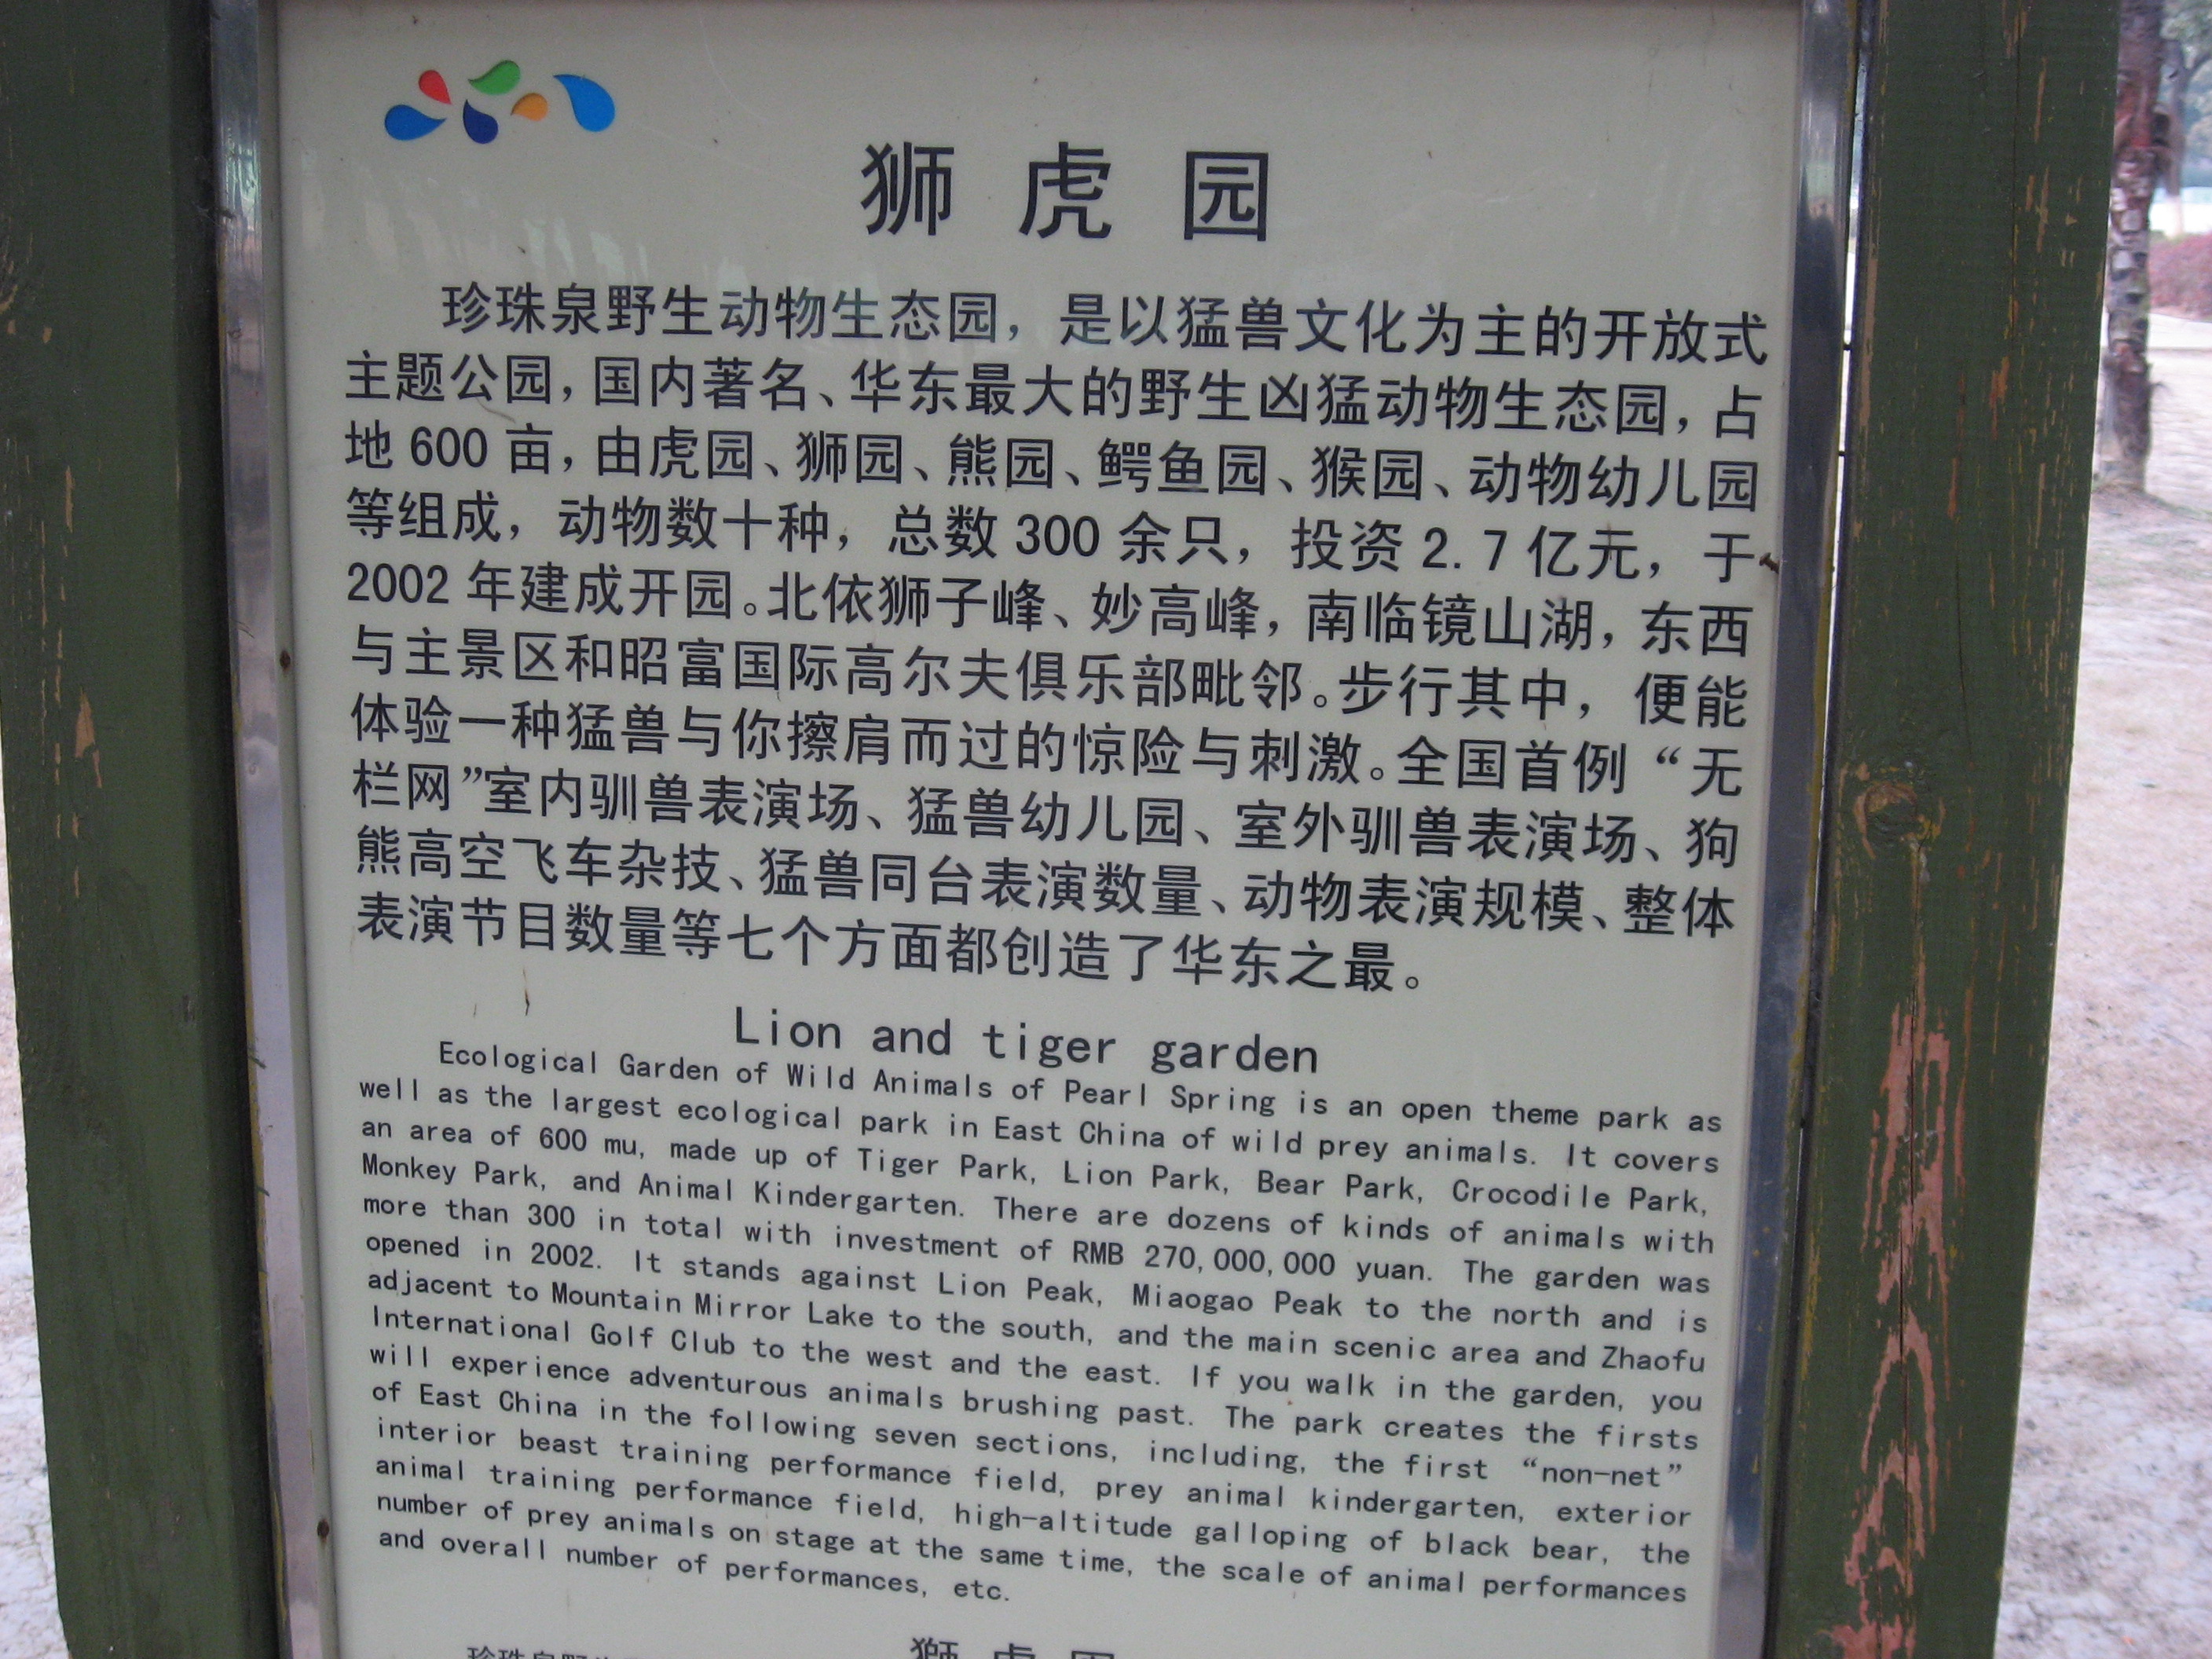 狮虎园
珍珠泉野生动物生态园，是以猛兽文化为主的开放式
主题公园，国内著名、华东最大的野生凶猛动物生态园，占
地600亩，由虎园、狮园、熊园、鳄鱼园、猴园、动物幼儿园
等组成，动物数十种，总数300余只，投资2.7亿元，于
2002年建成开园。北依狮子峰、妙高峰，南临镜山湖，东西
与主景区和昭富国际高尔夫俱乐部毗邻。步行其中，便能
体验一种猛兽与你擦肩而过的惊险与刺激。全国首例“无
栏网”室内驯兽表演场、猛兽幼儿园、室外驯兽表演场、狗
熊高空飞车杂技、猛兽同台表演数量、动物表演规模、整体
表演节目数量等七个方面都创造了华东之最。
Lion and tiger garden
Ecological Garden of Wild Animals of Pearl Spring is an open theme park as
well as the largest ecological park in East China of wild prey animals. It covers
an area of 600 mu, made up of Tiger Park, Lion Park, Bear Park, Crocodile Park,
Monkey Park, and Animal Kindergarten. There are dozens of kinds of animals with
more than 300 in total with investment of RMB 270,000,000 yuan. The garden was
opened in 2002. It stands against Lion Peak, Miaogao Peak to the north and is
adjacent to Mountain Mirror Lake to the south, and the main scenic area and Zhaofu
International Golf Club to the west and the east. If you walk in the garden, you
will experience adventurous animals brushing past. The park creates the firsts
of East China in the following seven sections, including, the first “non-net”
interior beast training performance field, prey animal kindergarten, exterior
animal training performance field, high-altitude galloping of black bear, the
number of prey animals on stage at the same time, the scale of animal performances
and overall number of performances, etc.